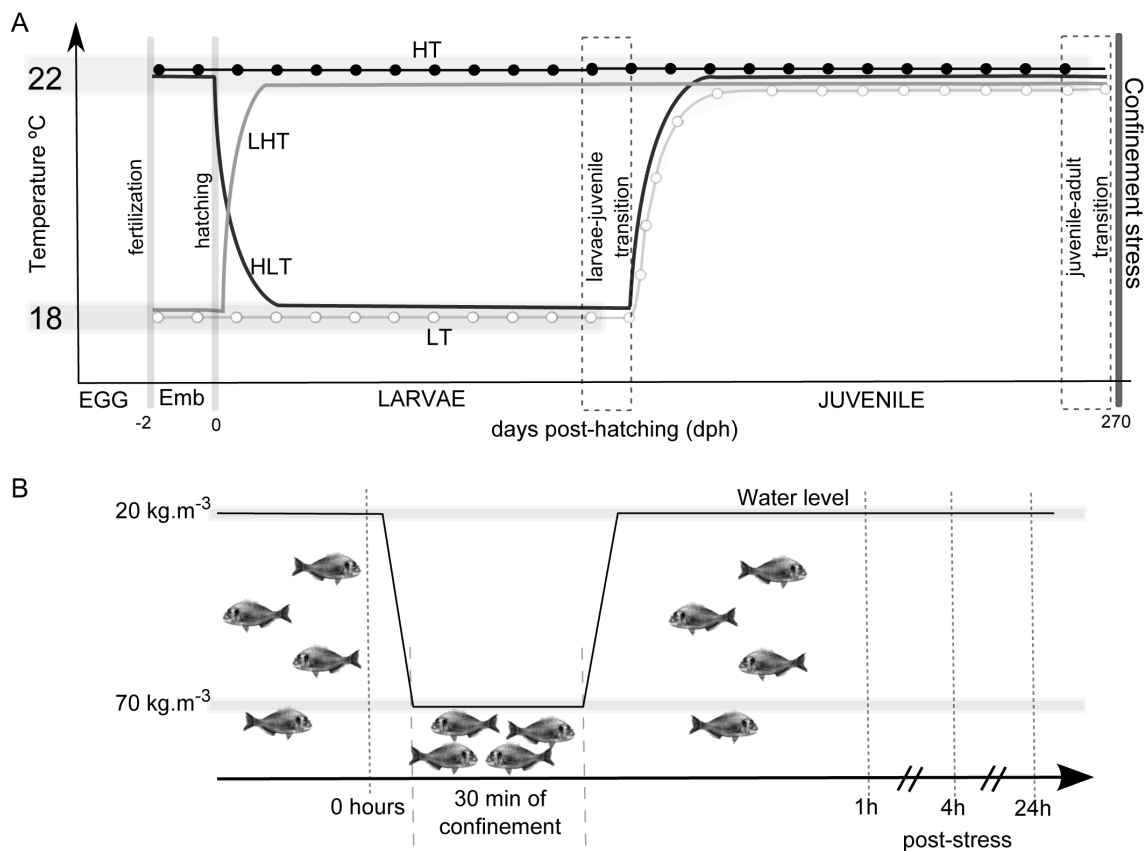 A
Temperature ºC
22
18
HT
LHT
HLT
LT
fertilization
hatching
larvae-juvenile
transition
juvenile-adult
transition
Confinement stress
EGG
Emb
LARVAE
JUVENILE
-2
0
days post-hatching (dph)
270
B
20 kg.m-3
Water level
70 kg.m-3
0 hours
30 min of
confinement
1h
4h
24h
post-stress